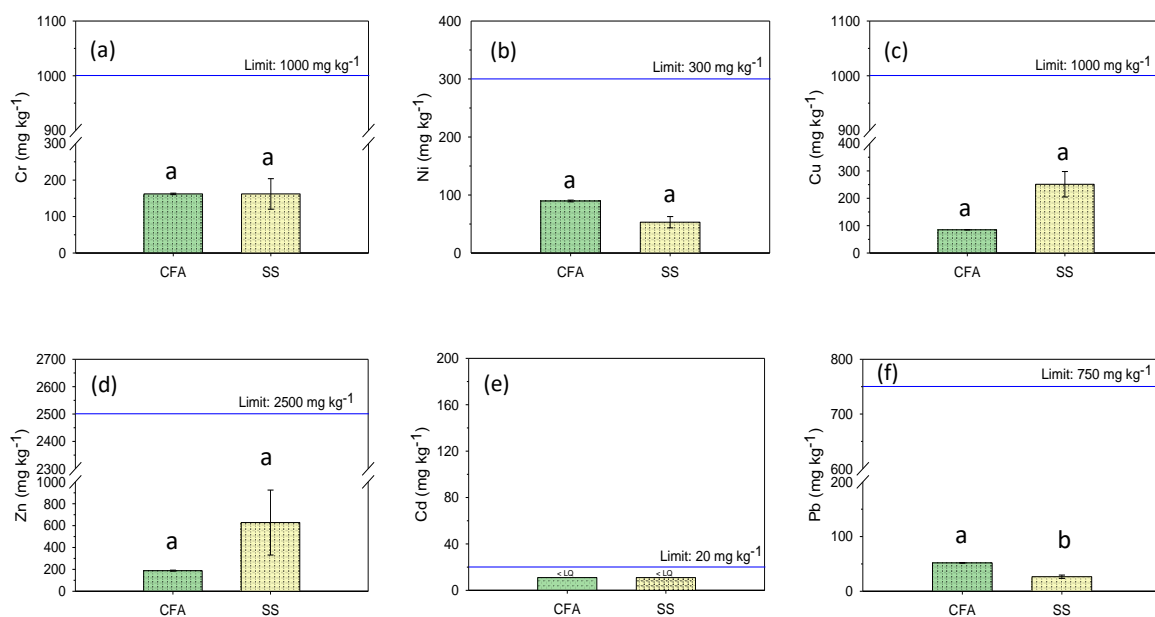 (a)
Limit: 1000 mg kg-1
Cr (mg kg-1)
1100
1000
900
300
200
100
0
a
a
CFA
SS
(b)
Limit: 300 mg kg-1
Ni (mg kg-1)
400
300
200
100
0
a
a
CFA
SS
(c)
Limit: 1000 mg kg-1
Cu (mg kg-1)
1100
1000
900
400
300
200
100
0
a
a
CFA
SS
(d)
Limit: 2500 mg kg-1
Zn (mg kg-1)
2700
2600
2500
2400
2300
1000
800
600
400
200
0
a
a
CFA
SS
(e)
Limit: 20 mg kg-1
Cd (mg kg-1)
200
160
120
80
40
0
< LQ
< LQ
CFA
SS
(f)
Limit: 750 mg kg-1
Pb (mg kg-1)
800
750
700
650
600
200
100
0
a
b
CFA
SS